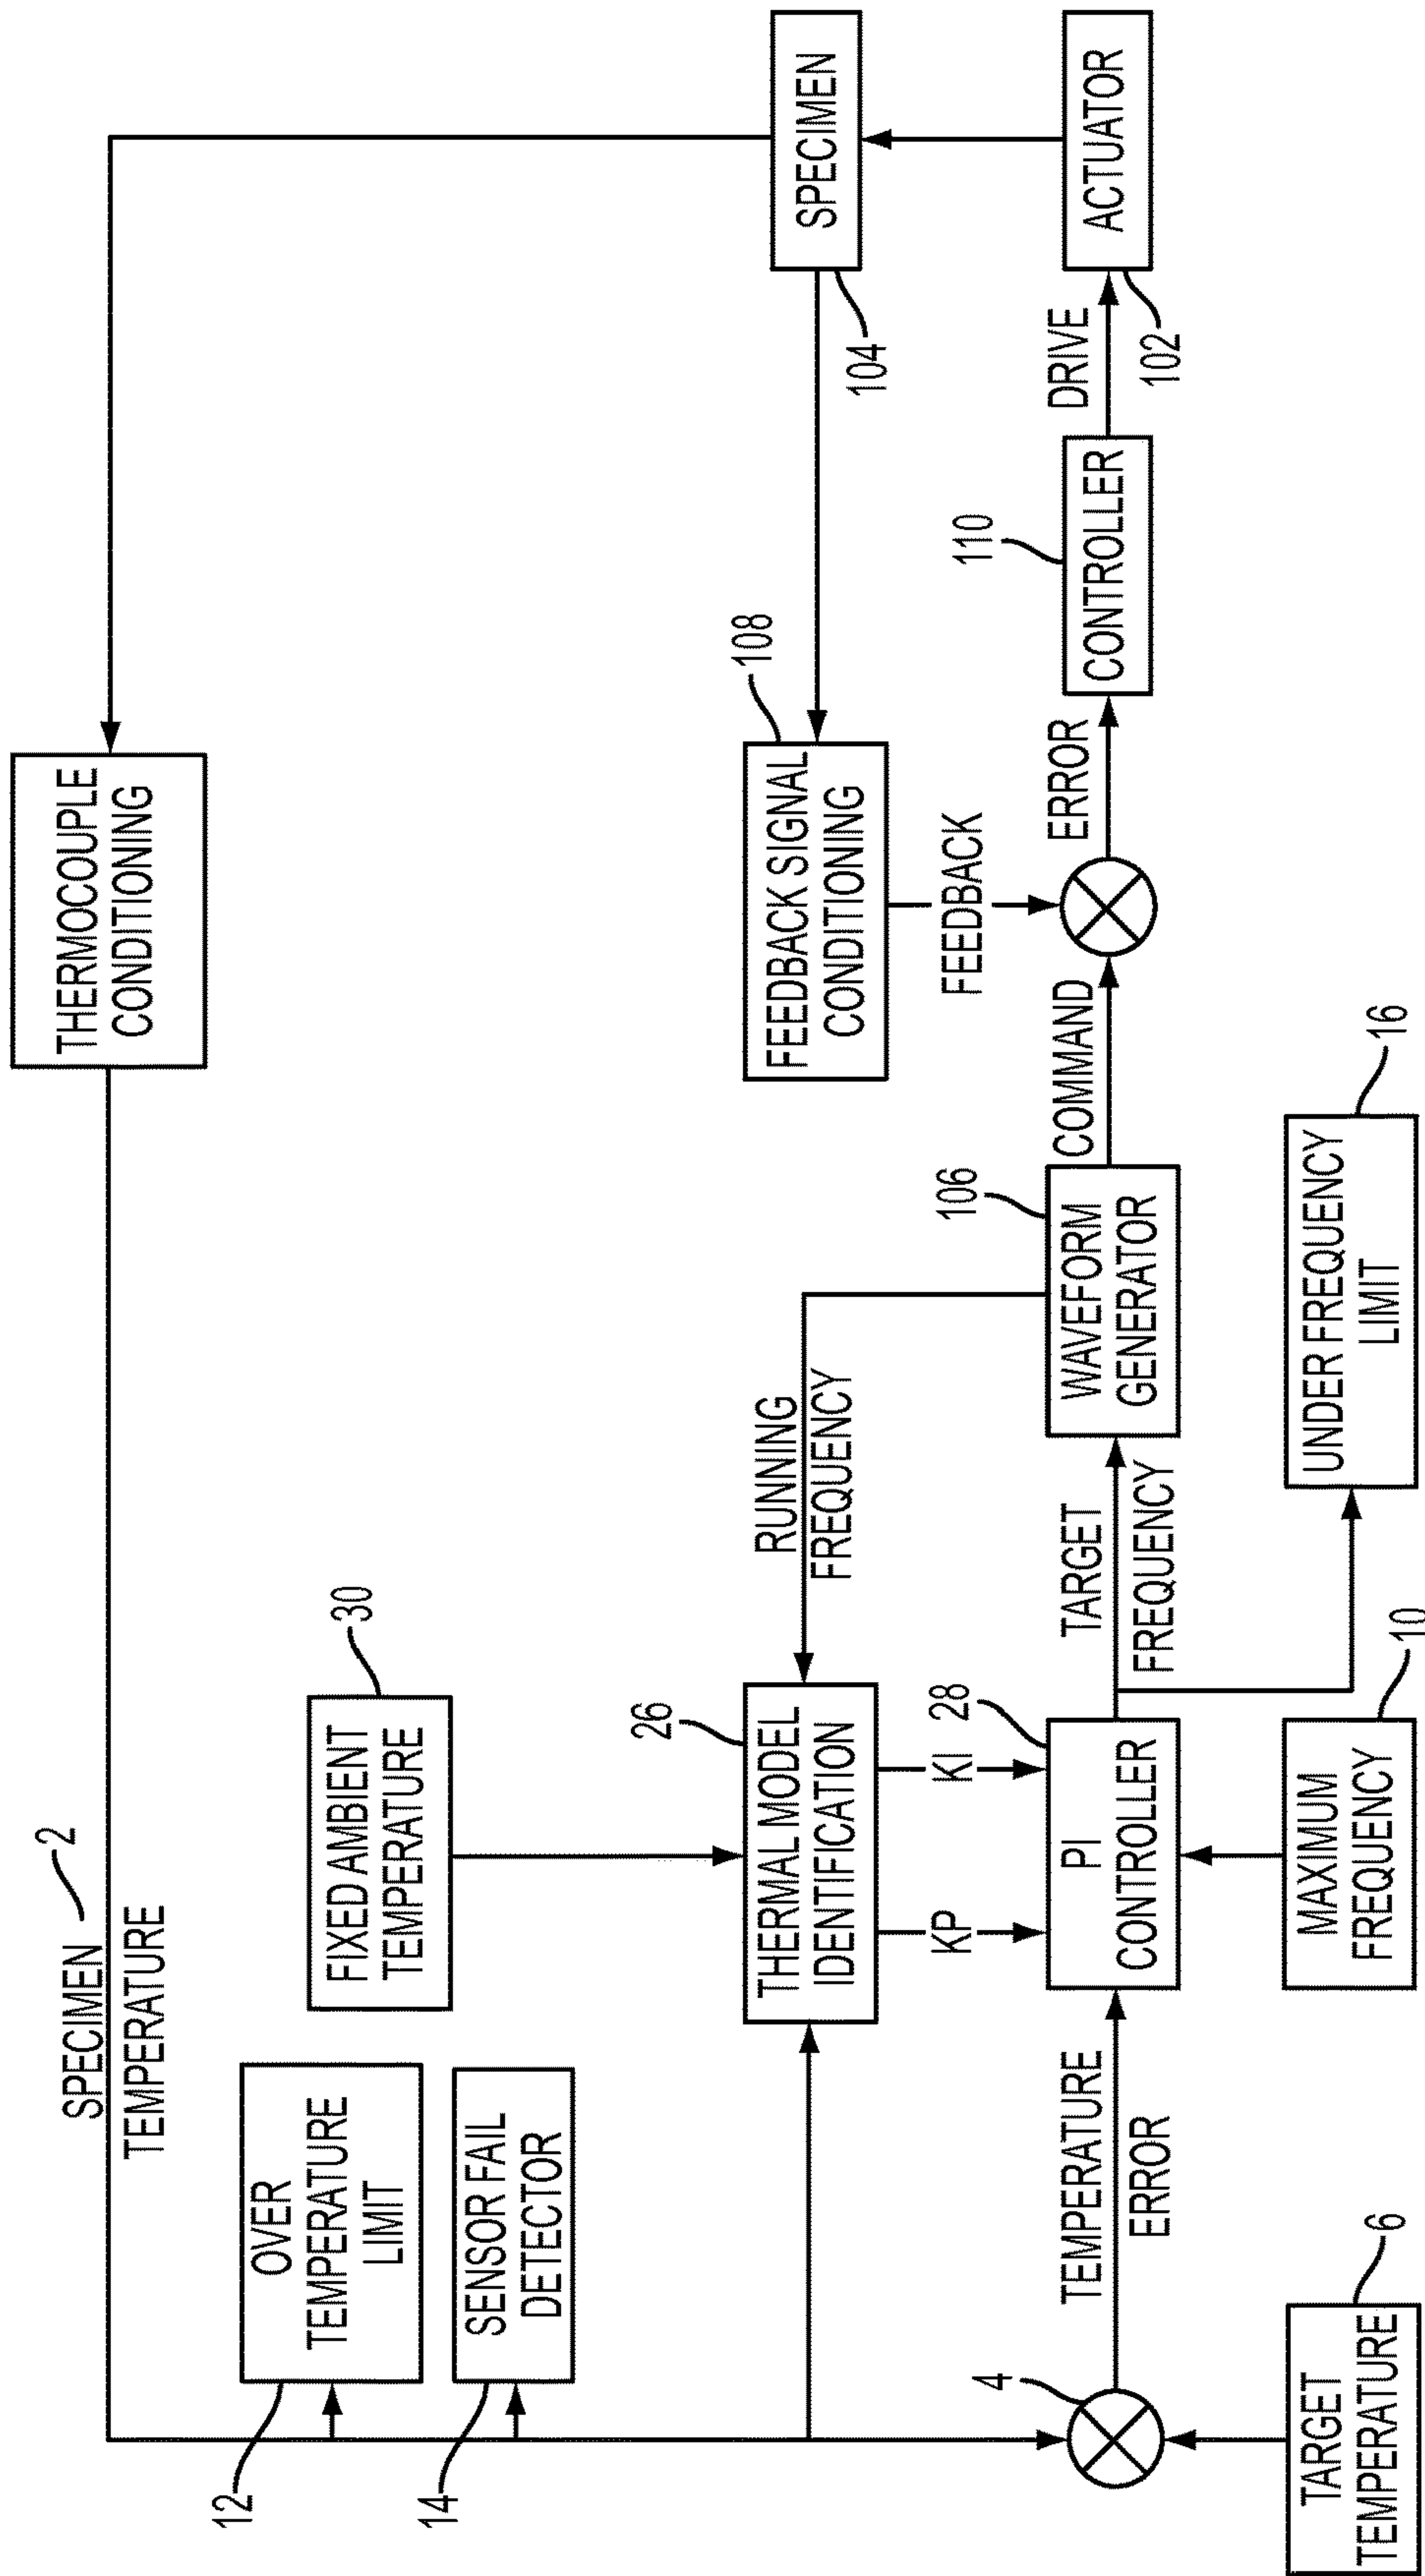 THERMOCOUPLE
CONDITIONING
SPECIMEN
TEMPERATURE
2
OVER
TEMPERATURE
LIMIT
12
SENSOR FAIL
DETECTOR
14
FIXED AMBIENT
TEMPERATURE
30
THERMAL MODEL
IDENTIFICATION
26
RUNNING
FREQUENCY
FEEDBACK SIGNAL
CONDITIONING
108
SPECIMEN
104
KP
KI
FEEDBACK
4
TEMPERATURE
ERROR
PI
CONTROLLER
28
TARGET
FREQUENCY
WAVEFORM
GENERATOR
106
COMMAND
ERROR
CONTROLLER
110
DRIVE
ACTUATOR
102
TARGET
TEMPERATURE
6
MAXIMUM
FREQUENCY
10
UNDER FREQUENCY
LIMIT
16